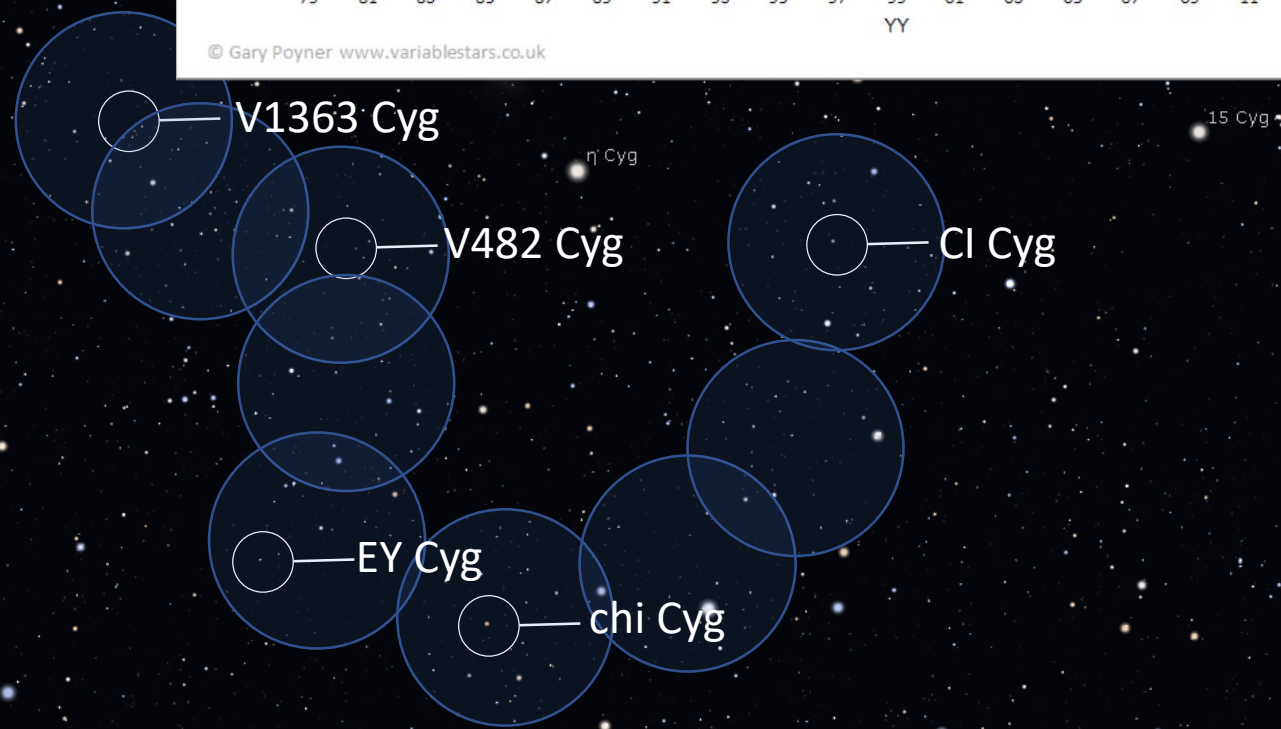 YY
© Gary Poyner www.variablestars.co.uk
V1363 Cyg
15 Cyg
η Cyg
V482 Cyg
CI Cyg
EY Cyg
chi Cyg